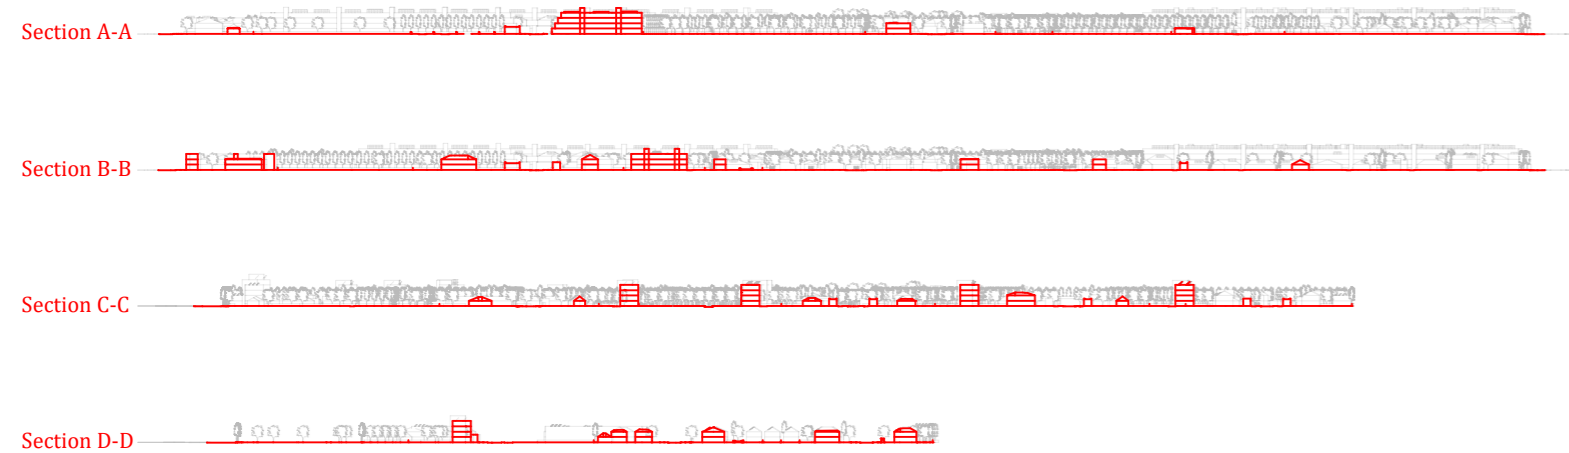 Section A-A
Section B-B
Section C-C
Section D-D